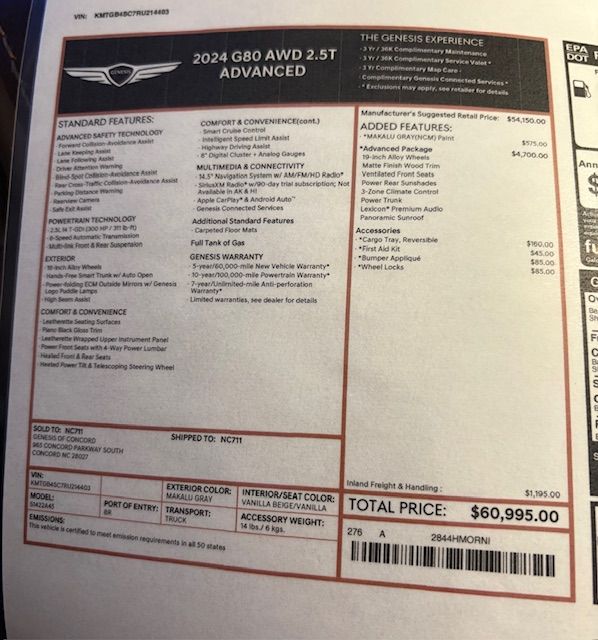 VIN: KMTGB4SC7RU214403
GENESIS
2024 G80 AWD 2.5T
ADVANCED
THE GENESIS EXPERIENCE
- 3 Yr / 36K Complimentary Maintenance
- 3 Yr / 36K Complimentary Service Valet *
- 3 Yr Complimentary Map Care
- Complimentary Genesis Connected Services *
* Exclusions may apply, see retailer for details
STANDARD FEATURES:
ADVANCED SAFETY TECHNOLOGY
- Forward Collision-Avoidance Assist
- Lane Keeping Assist
- Lane Following Assist
- Driver Attention Warning
- Blind-Spot Collision-Avoidance Assist
- Rear Cross-Traffic Collision-Avoidance Assist
- Parking Distance Warning
- Rearview Camera
- Safe Exit Assist
POWERTRAIN TECHNOLOGY
- 2.5L I4 T-GDI (300 HP / 311 lb-ft)
- 8-Speed Automatic Transmission
- Multi-link Front & Rear Suspension
EXTERIOR
- 18-inch Alloy Wheels
- Hands-Free Smart Trunk w/ Auto Open
- Power-folding ECM Outside Mirrors w/ Genesis
Logo Puddle Lamps
- High Beam Assist
COMFORT & CONVENIENCE
- Leatherette Seating Surfaces
- Piano Black Gloss Trim
- Leatherette Wrapped Upper Instrument Panel
- Power Front Seats with 4-Way Power Lumbar
- Heated Front & Rear Seats
- Heated Power Tilt & Telescoping Steering Wheel
COMFORT & CONVENIENCE(cont.)
- Smart Cruise Control
- Intelligent Speed Limit Assist
- Highway Driving Assist
- 8" Digital Cluster + Analog Gauges
MULTIMEDIA & CONNECTIVITY
- 14.5" Navigation System w/ AM/FM/HD Radio*
- SiriusXM Radio* w/90-day trial subscription; Not
Available in AK & HI
- Apple CarPlay* & Android Auto™
- Genesis Connected Services
Additional Standard Features
- Carpeted Floor Mats
Full Tank of Gas
GENESIS WARRANTY
- 5-year/60,000-mile New Vehicle Warranty*
- 10-year/100,000-mile Powertrain Warranty*
- 7-year/Unlimited-mile Anti-perforation
Warranty*
- Limited warranties, see dealer for details
Manufacturer's Suggested Retail Price: $54,150.00
ADDED FEATURES:
*MAKALU GRAY(NCM) Paint $575.00
*Advanced Package $4,700.00
19-inch Alloy Wheels
Matte Finish Wood Trim
Ventilated Front Seats
Power Rear Sunshades
3-Zone Climate Control
Power Trunk
Lexicon* Premium Audio
Panoramic Sunroof
Accessories
*Cargo Tray, Reversible $160.00
*First Aid Kit $45.00
*Bumper Appliqué $85.00
*Wheel Locks $85.00
SOLD TO: NC711
GENESIS OF CONCORD
965 CONCORD PARKWAY SOUTH
CONCORD NC 28027
SHIPPED TO: NC711
Inland Freight & Handling : $1,195.00
TOTAL PRICE: $60,995.00
VIN:
KMTGB4SC7RU214403
MODEL:
S1422A45
PORT OF ENTRY:
BR
EXTERIOR COLOR:
MAKALU GRAY
TRANSPORT:
TRUCK
INTERIOR/SEAT COLOR:
VANILLA BEIGE/VANILLA
ACCESSORY WEIGHT:
14 lbs./ 6 kgs.
EMISSIONS:
This vehicle is certified to meet emission requirements in all 50 states
276 A 2844HMORNI
EPA
DOT
Ann
$